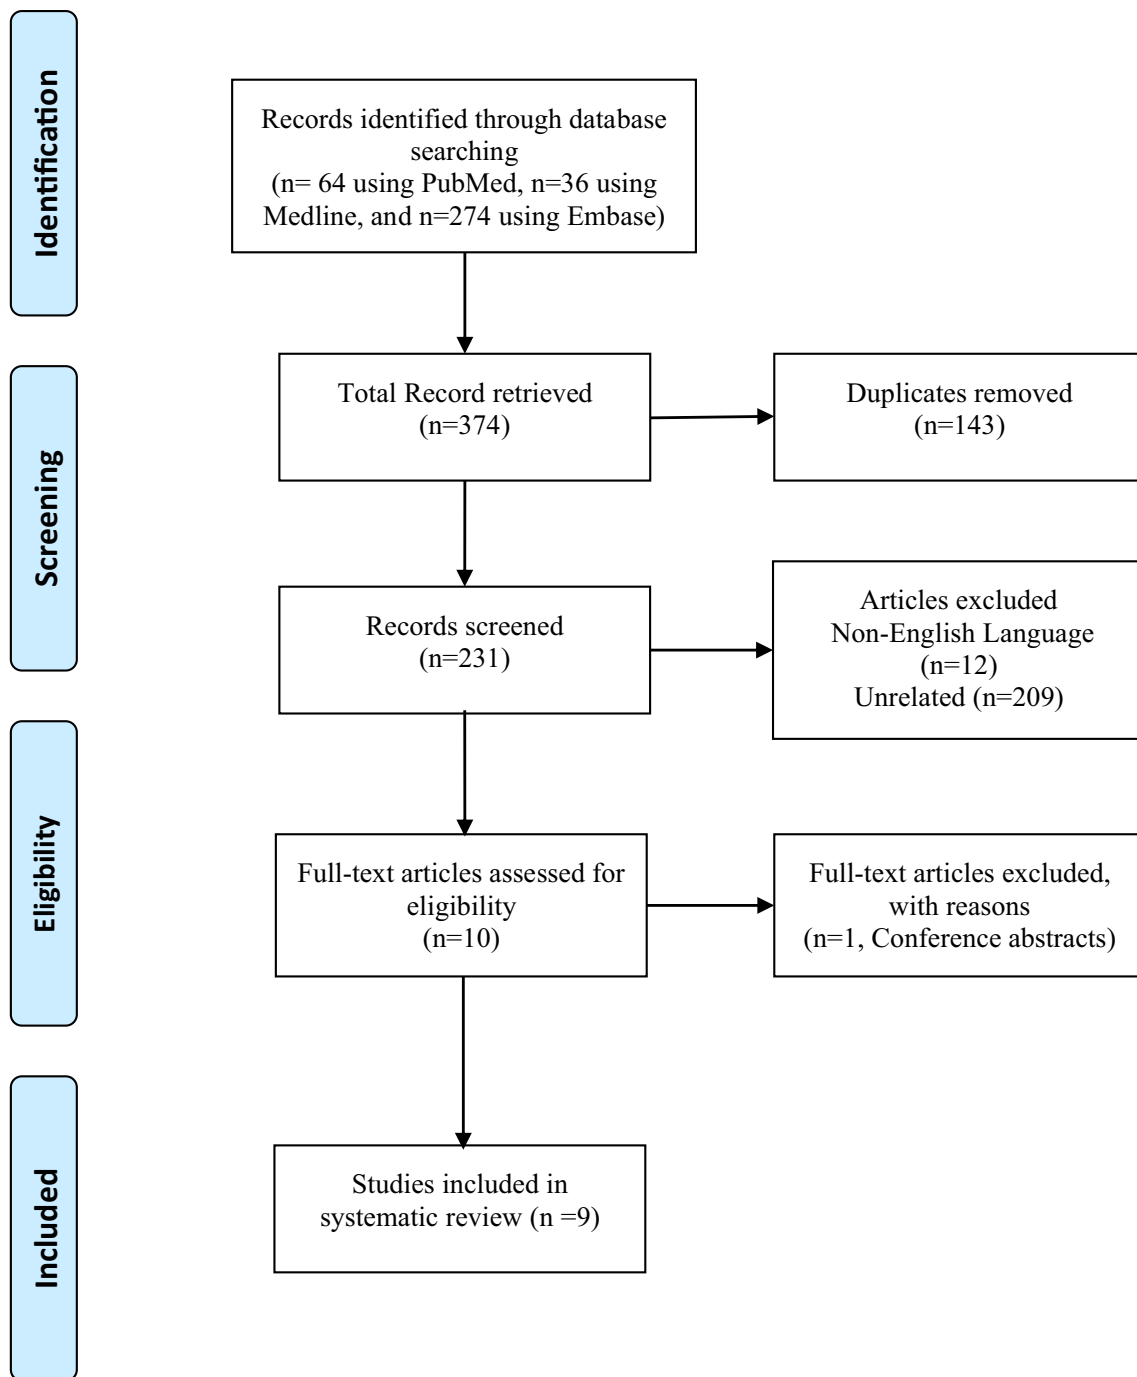 Identification
Records identified through database
searching
(n= 64 using PubMed, n=36 using
Medline, and n=274 using Embase)
Screening
Total Record retrieved
(n=374)
Duplicates removed
(n=143)
Records screened
(n=231)
Articles excluded
Non-English Language
(n=12)
Unrelated (n=209)
Eligibility
Full-text articles assessed for
eligibility
(n=10)
Full-text articles excluded,
with reasons
(n=1, Conference abstracts)
Included
Studies included in
systematic review (n =9)